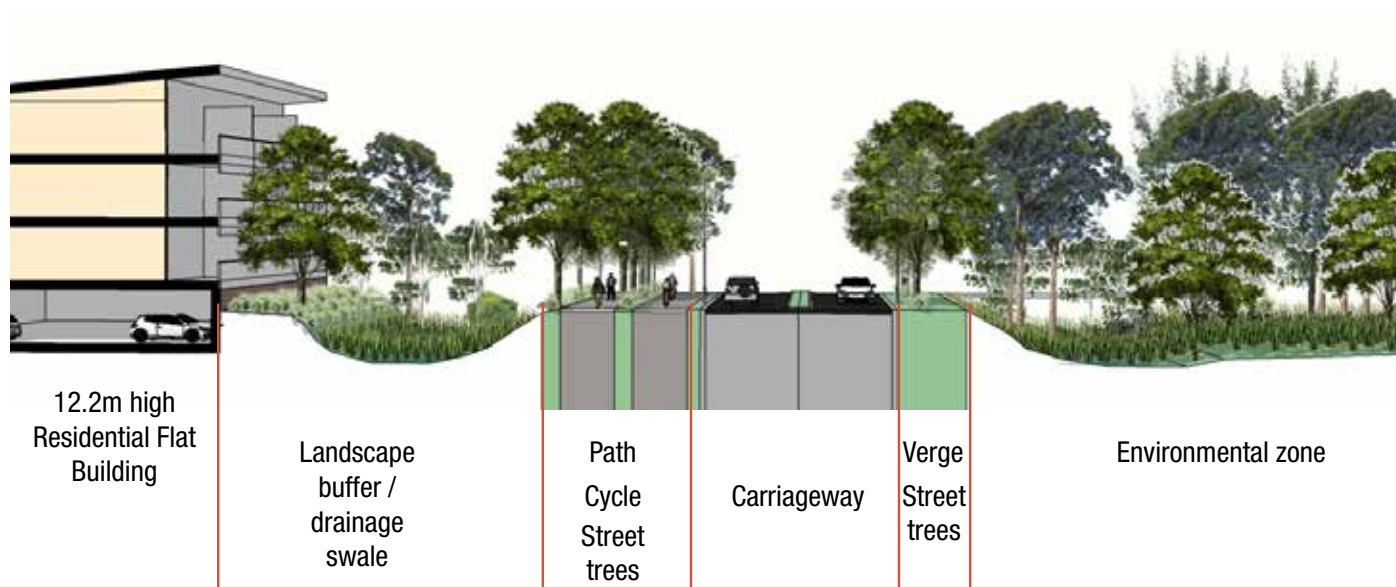 12.2m high
Residential Flat
Building
Landscape
buffer /
drainage
swale
Path
Cycle
Street
trees
Carriageway
Verge
Street
trees
Environmental zone